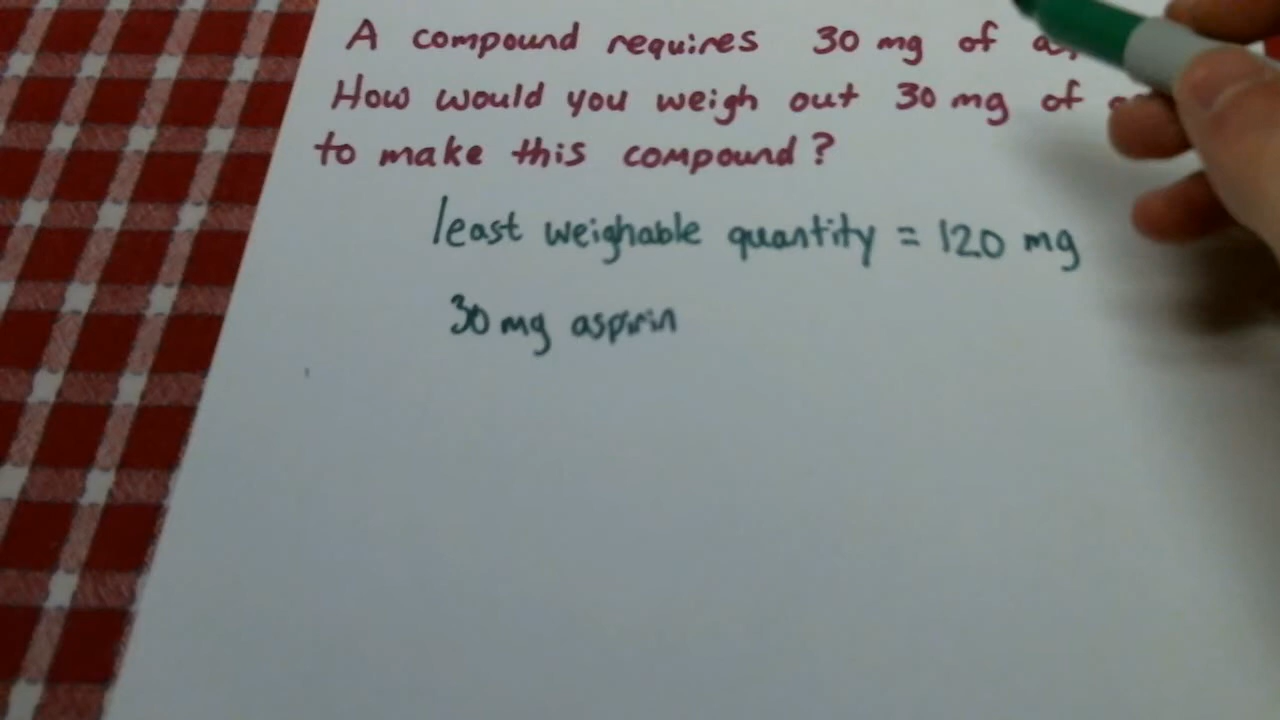 A compound requires 30 mg of
How would you weigh out 30 mg of
to make this compound?
least weighable quantity = 120 mg
30 mg aspirin